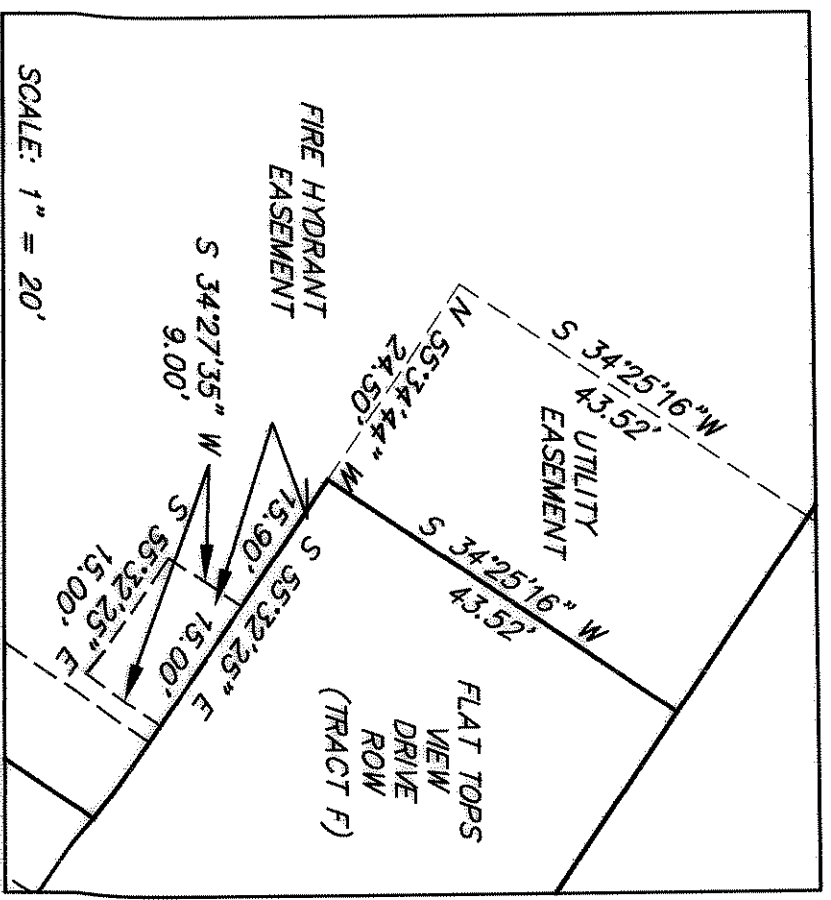 S 34°25'16" W
43.52'
UTILITY
EASEMENT
N 55°34'44" W
24.50'
S 34°25'16" W
43.52'
FLAT TOPS
VIEW
DRIVE
ROW
(TRACT F)
FIRE HYDRANT
EASEMENT
S 34°27'35" W
9.00'
15.90'
S 55°32'25" E
15.00'
S 55°32'25" E
15.00'
SCALE: 1" = 20'